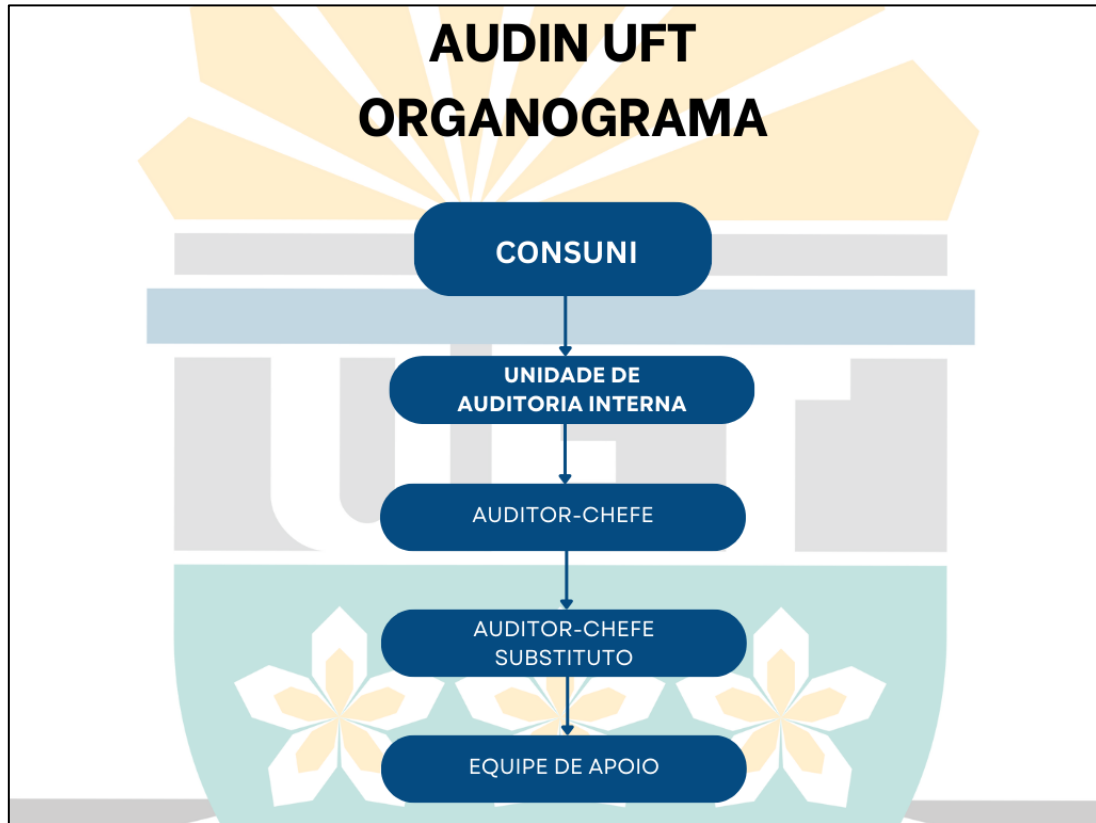 AUDIN UFT
ORGANOGRAMA
CONSUNI
UNIDADE DE
AUDITORIA INTERNA
AUDITOR-CHEFE
AUDITOR-CHEFE
SUBSTITUTO
EQUIPE DE APOIO